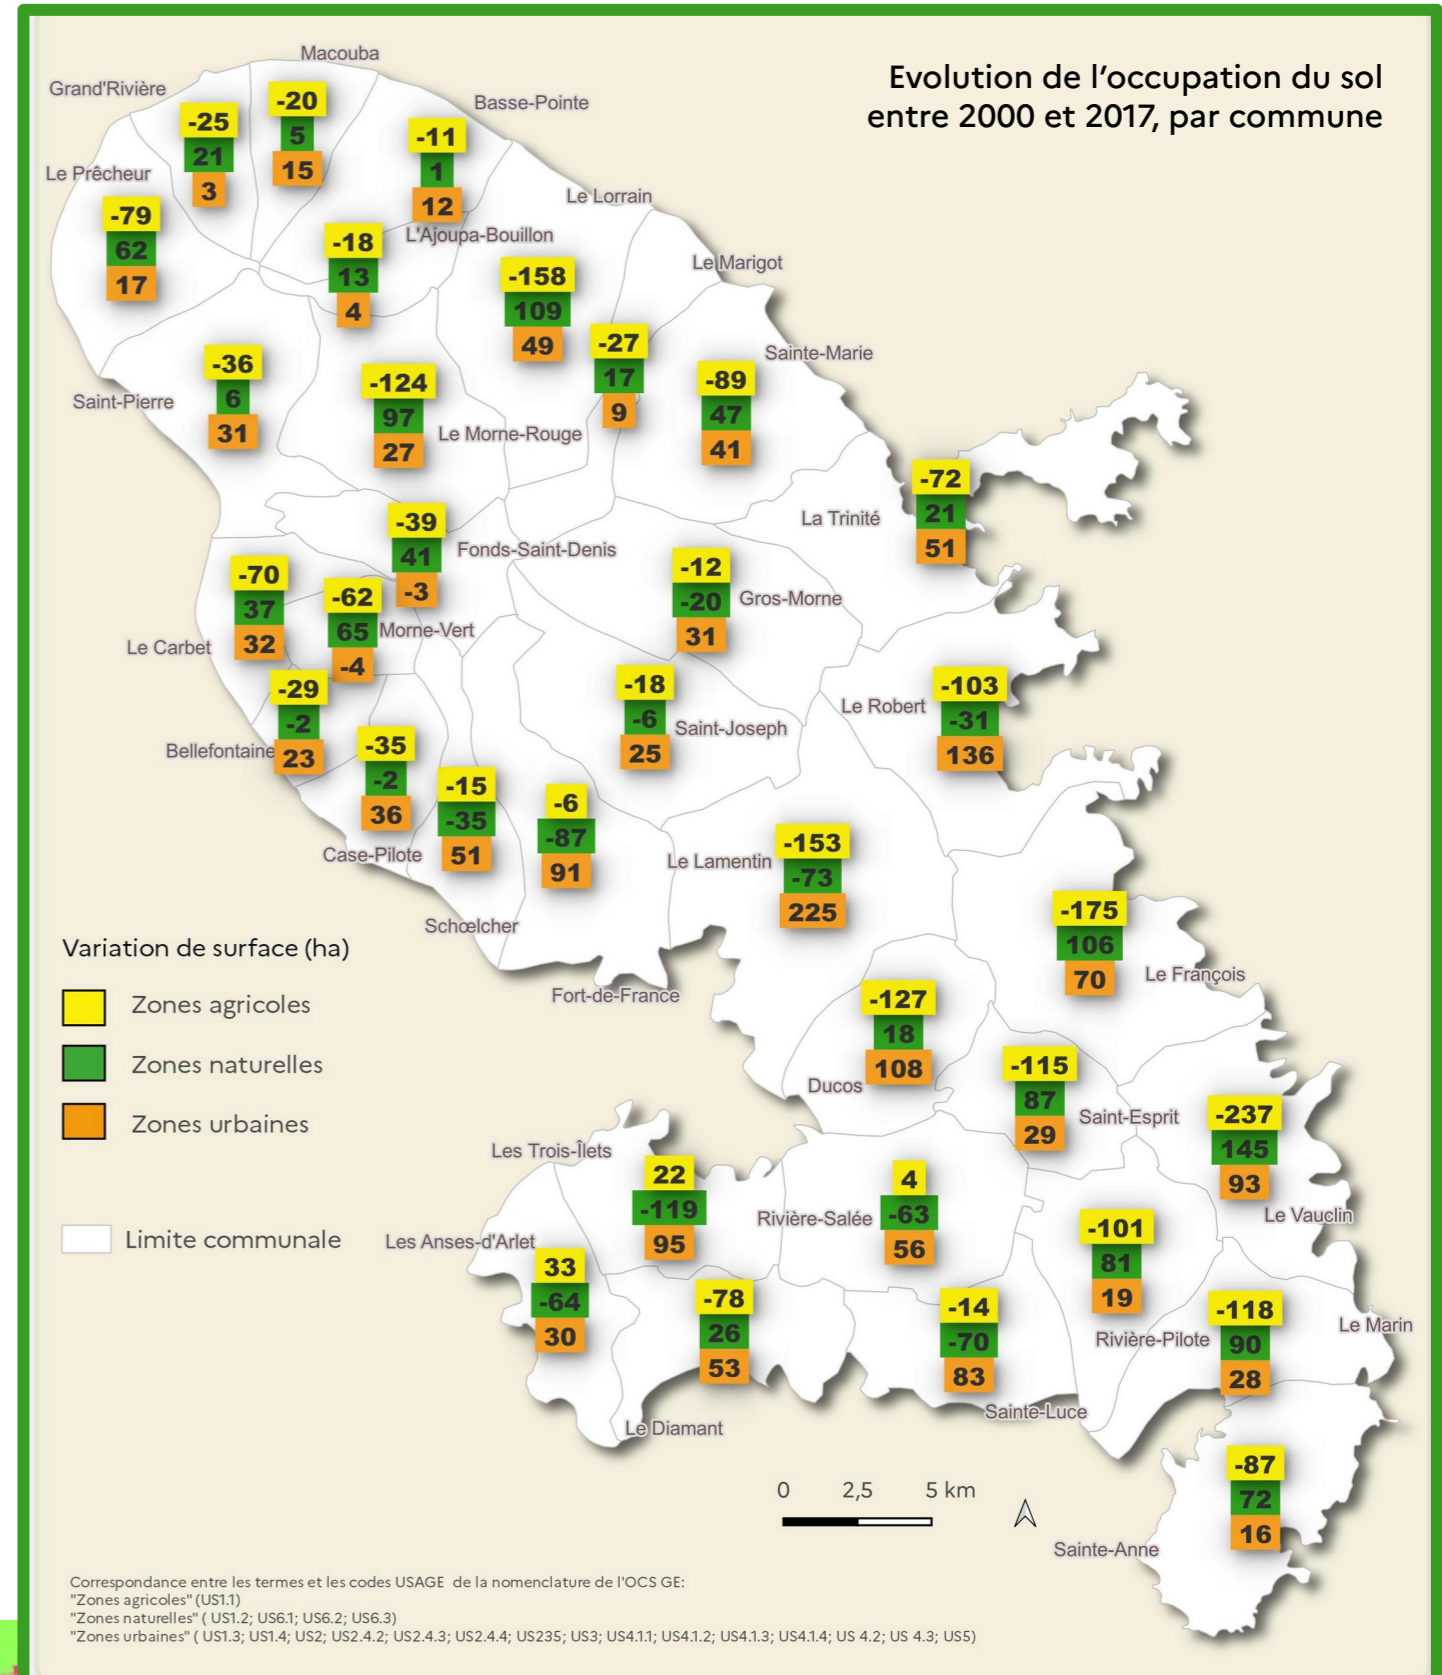 Evolution de l'occupation du sol
entre 2000 et 2017, par commune
Macouba
-20
5
15
Grand'Rivière
-25
21
3
Basse-Pointe
-11
1
12
Le Prêcheur
-79
62
17
Le Lorrain
-158
109
49
L'Ajoupa-Bouillon
-18
13
4
Le Marigot
-27
17
9
Sainte-Marie
-89
47
41
Saint-Pierre
-36
6
31
Le Morne-Rouge
-124
97
27
La Trinité
-72
21
51
Fonds-Saint-Denis
-39
41
-3
Gros-Morne
-12
-20
31
Le Carbet
-70
37
32
Morne-Vert
-62
65
-4
Bellefontaine
-29
-2
23
Saint-Joseph
-18
-6
25
Le Robert
-103
-31
136
Case-Pilote
-35
-2
36
Schœlcher
-15
-35
51
Fort-de-France
-6
-87
91
Le Lamentin
-153
-73
225
Le François
-175
106
70
Ducos
-127
18
108
Saint-Esprit
-115
87
29
Le Vauclin
-237
145
93
Les Trois-Îlets
22
-119
95
Rivière-Salée
4
-63
56
Les Anses-d'Arlet
33
-64
30
Le Diamant
-78
26
53
Sainte-Luce
-14
-70
83
Rivière-Pilote
-101
81
19
Le Marin
-118
90
28
Sainte-Anne
-87
72
16
Variation de surface (ha)
Zones agricoles
Zones naturelles
Zones urbaines
Limite communale
0 2,5 5 km
Correspondance entre les termes et les codes USAGE de la nomenclature de l'OCS GE:
"Zones agricoles" (US1.1)
"Zones naturelles" ( US1.2; US6.1; US6.2; US6.3)
"Zones urbaines" ( US1.3; US1.4; US2; US2.4.2; US2.4.3; US2.4.4; US235; US3; US4.1.1; US4.1.2; US4.1.3; US4.1.4; US 4.2; US 4.3; US5)